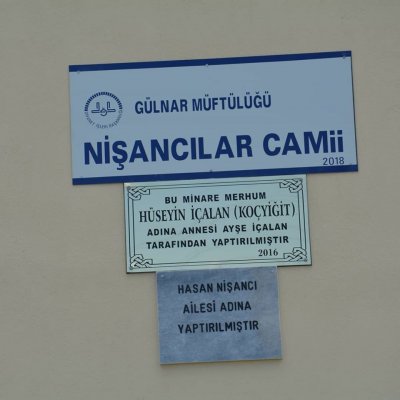 GÜLNAR MÜFTÜLÜĞÜ
NİŞANCILAR CAMii
2018
BU MİNARE MERHUM
HÜSEYİN İÇALAN (KOÇYİĞİT)
ADINA ANNESİ AYŞE İÇALAN
TARAFINDAN YAPTIRILMIŞTIR
2016
HASAN NİŞANCI
AİLESİ ADINA
YAPTIRILMIŞTIR